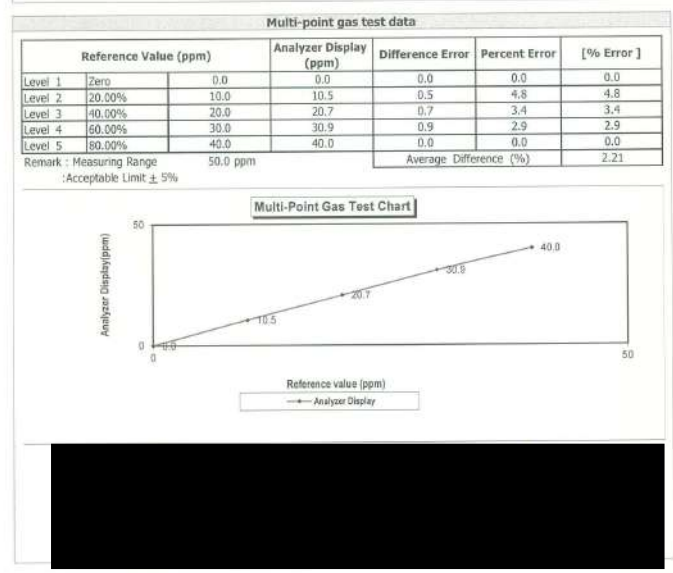 Multi-point gas test data
Reference Value (ppm) Analyzer Display (ppm) Difference Error Percent Error [% Error ]
Level 1 Zero 0.0 0.0 0.0 0.0 0.0
Level 2 20.00% 10.0 10.5 0.5 4.8 4.8
Level 3 40.00% 20.0 20.7 0.7 3.4 3.4
Level 4 60.00% 30.0 30.9 0.9 2.9 2.9
Level 5 80.00% 40.0 40.0 0.0 0.0 0.0
Remark : Measuring Range 50.0 ppm Average Difference (%) 2.21
:Acceptable Limit ± 5%
Multi-Point Gas Test Chart
50
Analyzer Display(ppm)
40.0
30.9
20.7
10.5
0 0.0
0 50
Reference value (ppm)
Analyzer Display